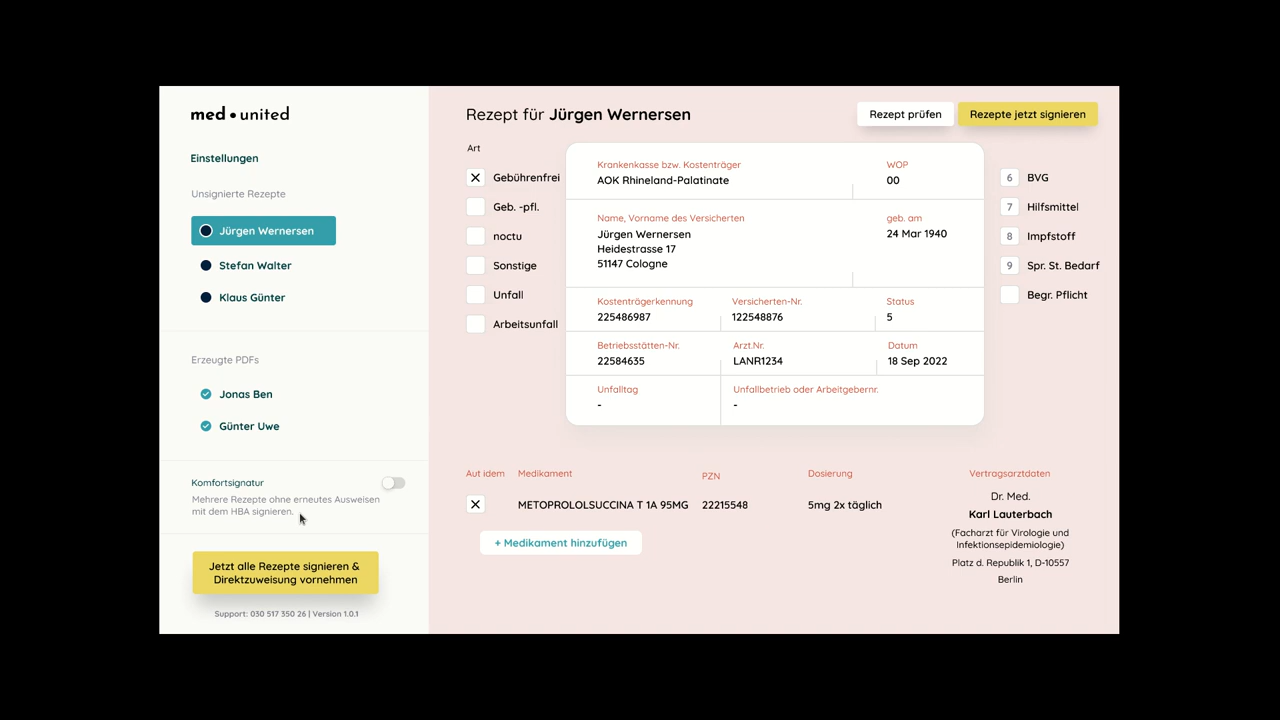 med•united
Einstellungen
Unsignierte Rezepte
Jürgen Wernersen
Stefan Walter
Klaus Günter
Erzeugte PDFs
Jonas Ben
Günter Uwe
Komfortsignatur
Mehrere Rezepte ohne erneutes Ausweisen
mit dem HBA signieren.
Jetzt alle Rezepte signieren &
Direktzuweisung vornehmen
Support: 030 517 350 26 | Version 1.0.1
Rezept für Jürgen Wernersen
Rezept prüfen
Rezepte jetzt signieren
Art
Gebührenfrei
Geb. -pfl.
noctu
Sonstige
Unfall
Arbeitsunfall
Krankenkasse bzw. Kostenträger WOP
AOK Rhineland-Palatinate 00
Name, Vorname des Versicherten geb. am
Jürgen Wernersen 24 Mar 1940
Heidestrasse 17
51147 Cologne
Kostenträgerkennung Versicherten-Nr. Status
225486987 122548876 5
Betriebsstätten-Nr. Arzt.Nr. Datum
22584635 LANR1234 18 Sep 2022
Unfalltag Unfallbetrieb oder Arbeitgebernr.
- -
6 BVG
7 Hilfsmittel
8 Impfstoff
9 Spr. St. Bedarf
Begr. Pflicht
Aut idem Medikament PZN Dosierung
METOPROLOLSUCCINA T 1A 95MG 22215548 5mg 2x täglich
+ Medikament hinzufügen
Vertragsarztdaten
Dr. Med.
Karl Lauterbach
(Facharzt für Virologie und
Infektionsepidemiologie)
Platz d. Republik 1, D-10557
Berlin